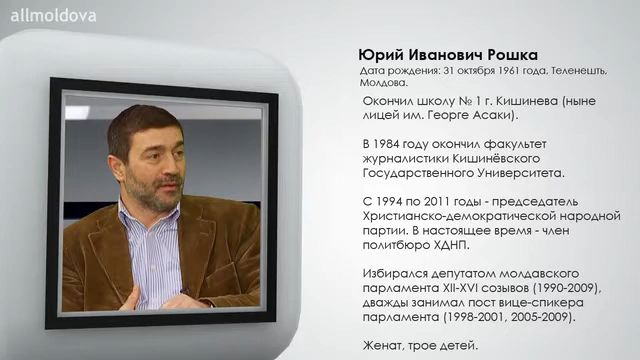 allmoldova
Юрий Иванович Рошка
Дата рождения: 31 октября 1961 года, Теленешть,
Молдова.
Окончил школу № 1 г. Кишинева (ныне
лицей им. Георге Асаки).
В 1984 году окончил факультет
журналистики Кишинёвского
Государственного Университета.
С 1994 по 2011 годы - председатель
Христианско-демократической народной
партии. В настоящее время - член
политбюро ХДНП.
Избирался депутатом молдавского
парламента XII-XVI созывов (1990-2009),
дважды занимал пост вице-спикера
парламента (1998-2001, 2005-2009).
Женат, трое детей.